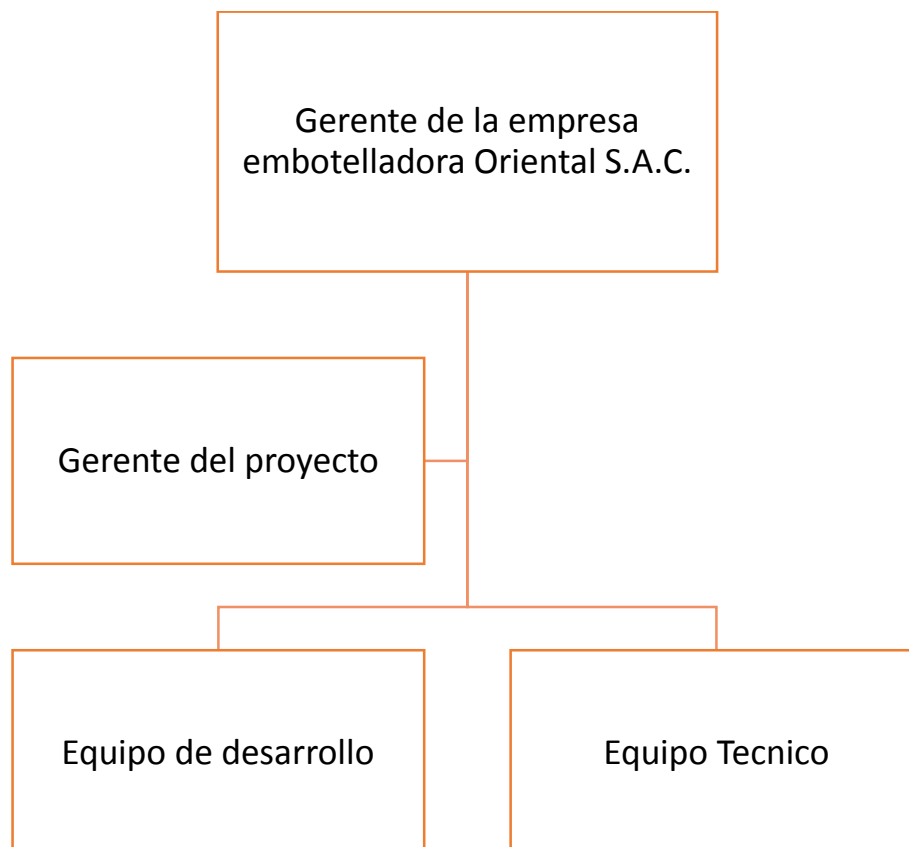 Gerente de la empresa
embotelladora Oriental S.A.C.
Gerente del proyecto
Equipo de desarrollo
Equipo Tecnico